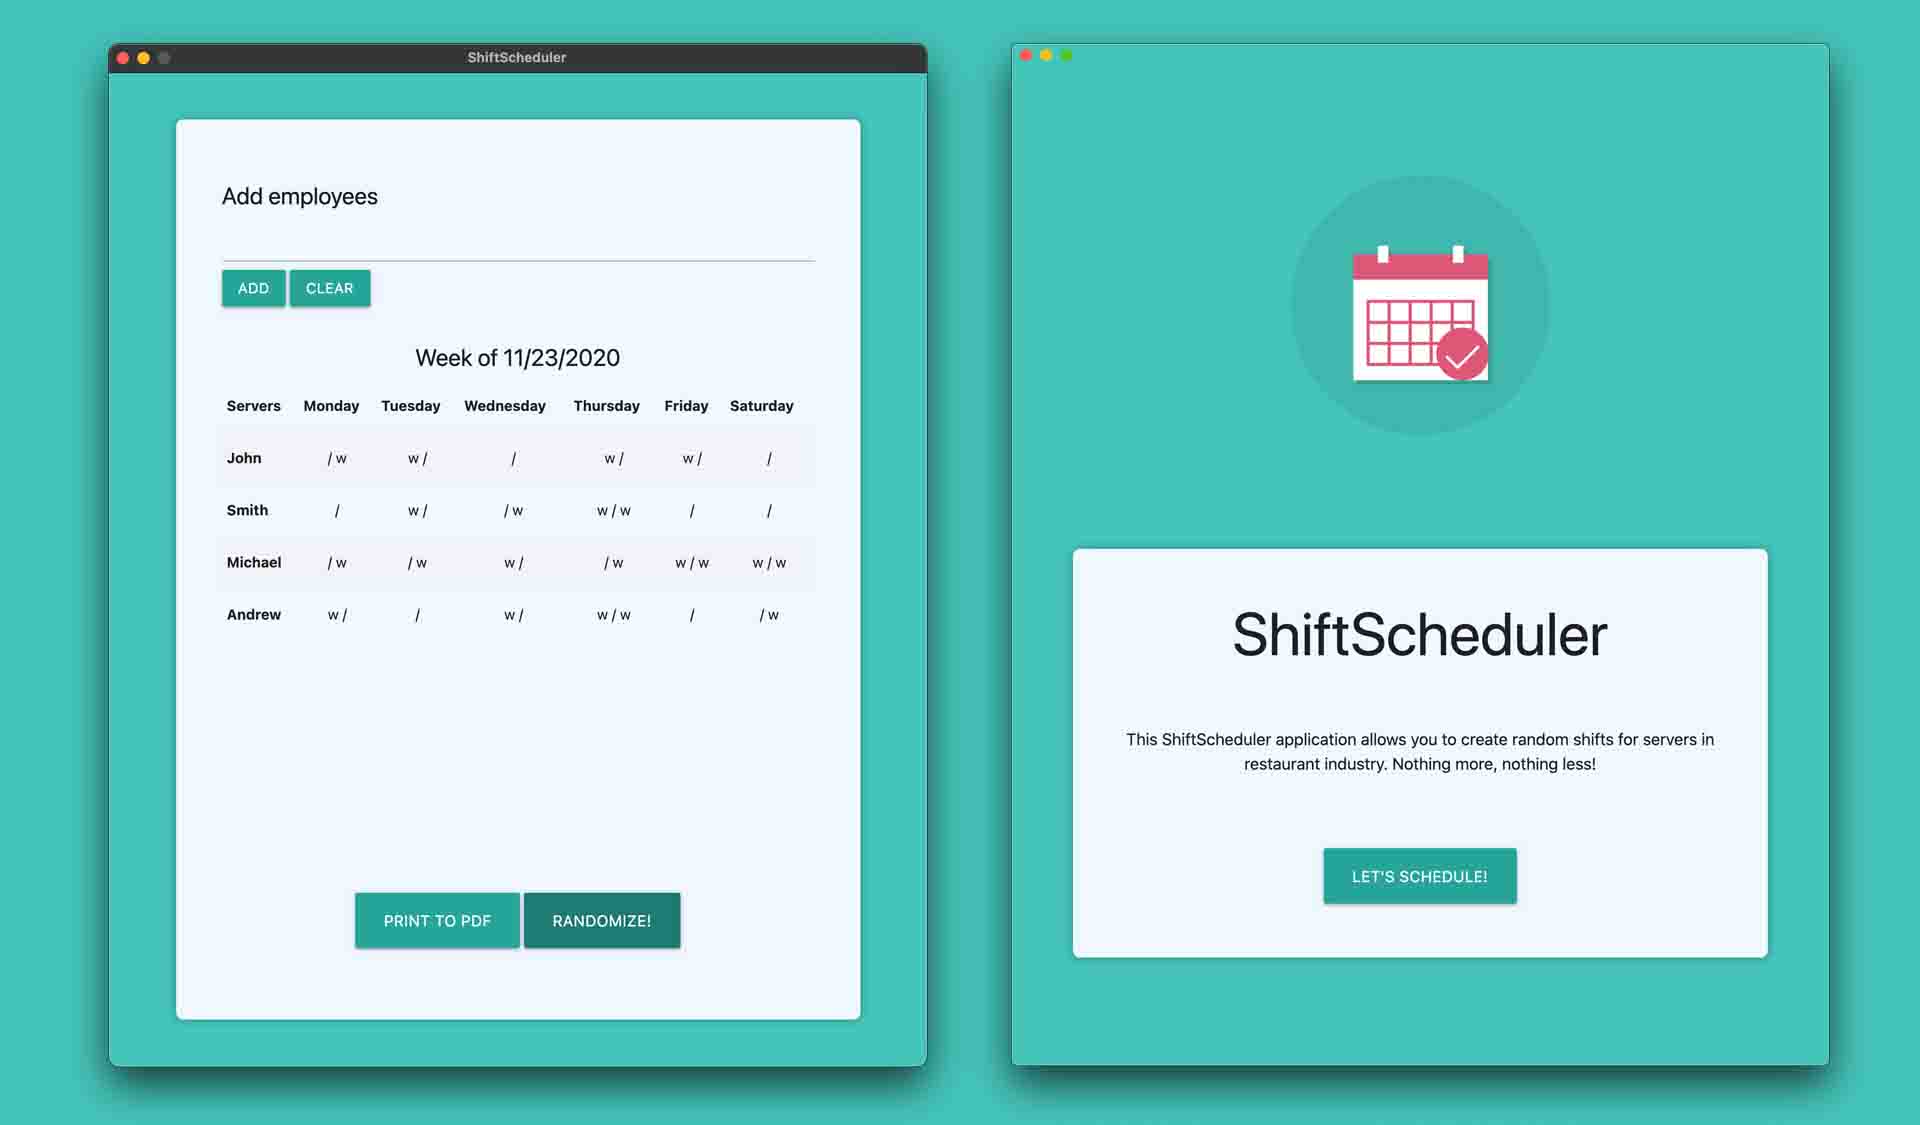 ShiftScheduler
Add employees
ADD CLEAR
Week of 11/23/2020
Servers Monday Tuesday Wednesday Thursday Friday Saturday
John / w w / / w / w / /
Smith / w / / w w / w / /
Michael / w / w w / / w w / w w / w
Andrew w / / w / w / w / / w
PRINT TO PDF RANDOMIZE!
ShiftScheduler
This ShiftScheduler application allows you to create random shifts for servers in
restaurant industry. Nothing more, nothing less!
LET'S SCHEDULE!